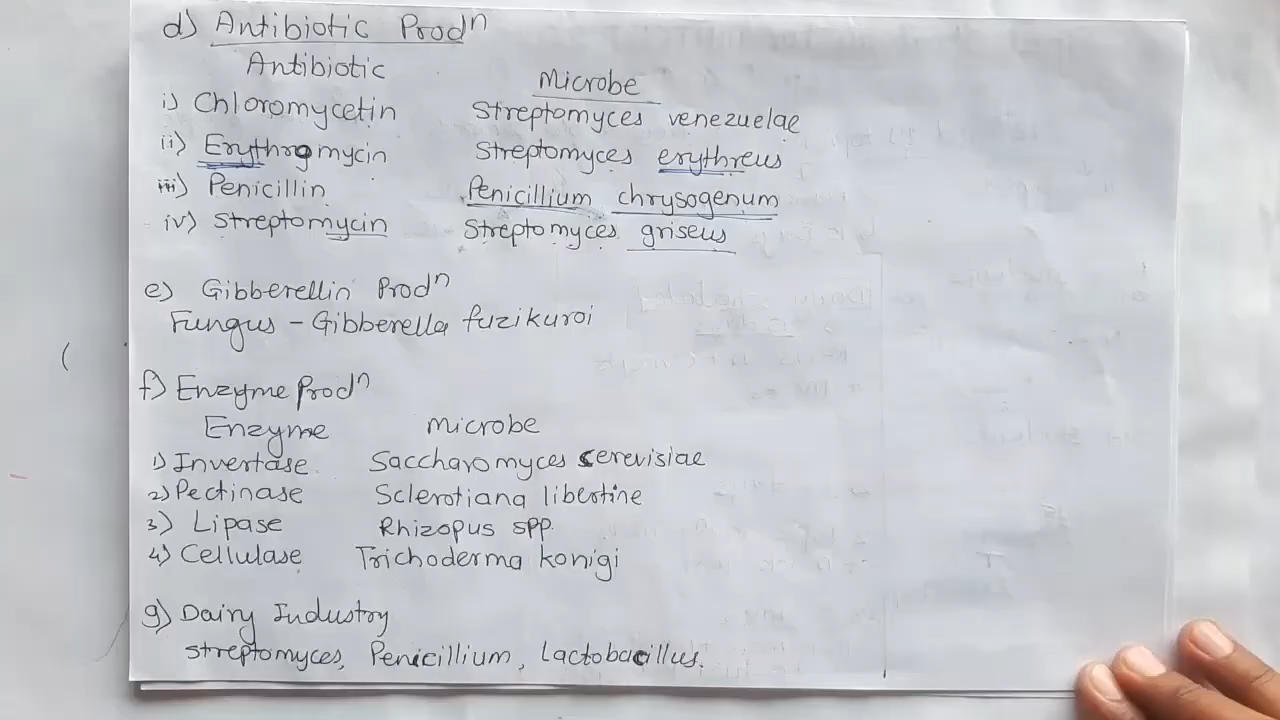 d) Antibiotic Prodⁿ
Antibiotic Microbe
i) Chloromycetin Streptomyces venezuelae
ii) Erythromycin Streptomyces erythreus
iii) Penicillin Penicillium chrysogenum
iv) Streptomycin Streptomyces griseus
e) Gibberellin Prodⁿ
Fungus - Gibberella fuzikuroi
f) Enzyme Prodⁿ
Enzyme microbe
1) Invertase Saccharomyces cerevisiae
2) Pectinase Sclerotiana libertine
3) Lipase Rhizopus spp.
4) Cellulase Trichoderma konigi
g) Dairy Industry
streptomyces, Penicillium, Lactobacillus.